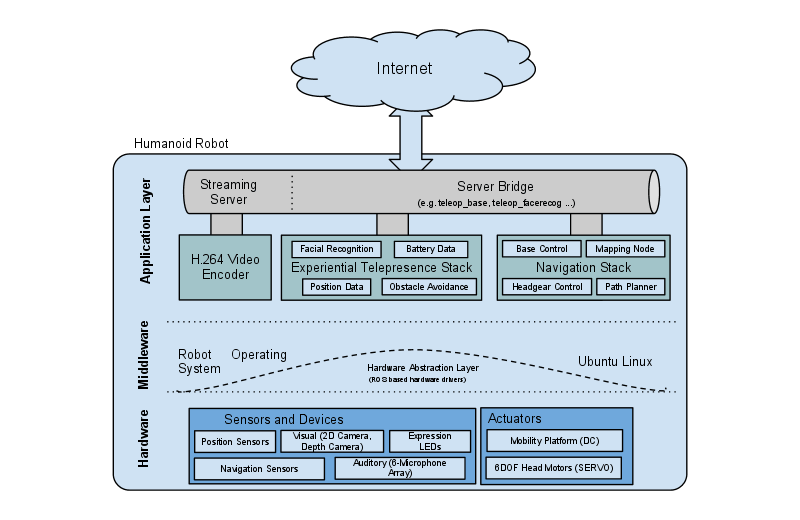 Internet
Humanoid Robot
Application Layer
Streaming
Server
Server Bridge
(e.g. teleop_base, teleop_facerecog ...)
H.264 Video
Encoder
Facial Recognition
Battery Data
Experiential Telepresence Stack
Position Data
Obstacle Avoidance
Base Control
Mapping Node
Navigation Stack
Headgear Control
Path Planner
Middleware
Robot Operating
System
Hardware Abstraction Layer
(ROS based hardware drivers)
Ubuntu Linux
Hardware
Sensors and Devices
Position Sensors
Visual (2D Camera,
Depth Camera)
Expression
LEDs
Navigation Sensors
Auditory (6-Microphone
Array)
Actuators
Mobility Platform (DC)
6DOF Head Motors (SERVO)